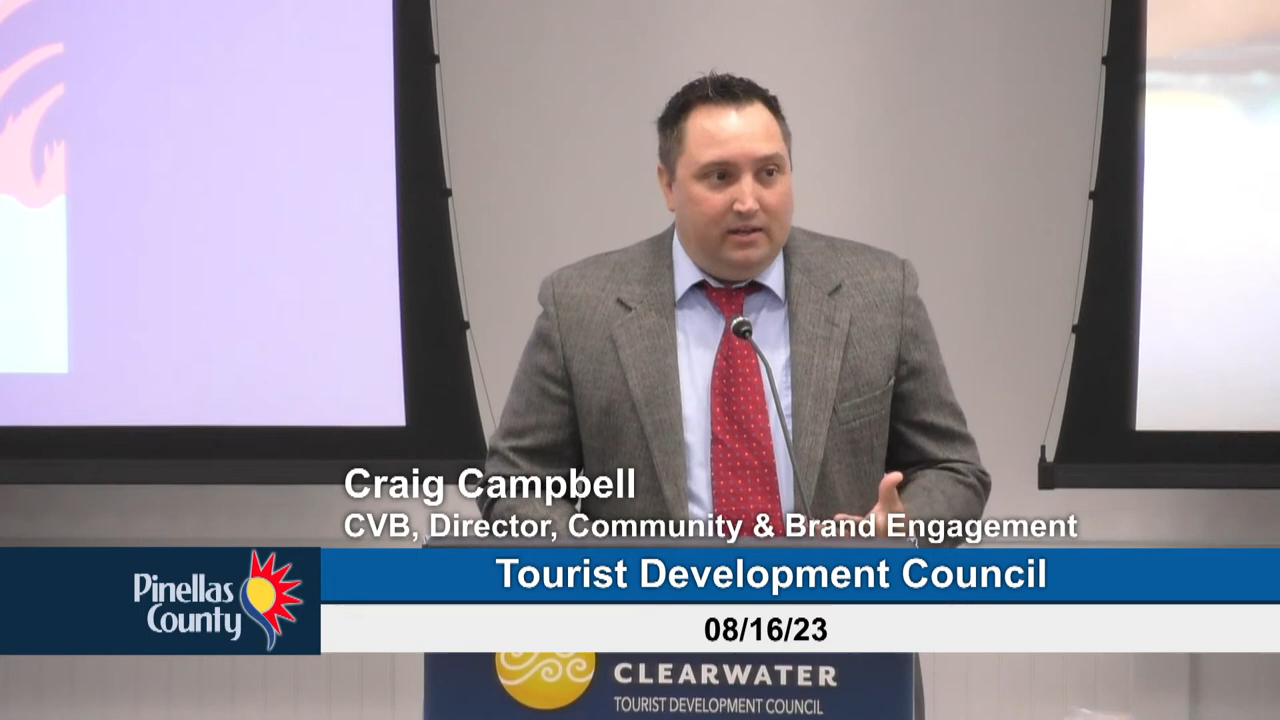 Craig Campbell
CVB, Director, Community & Brand Engagement
Tourist Development Council
Pinellas
County
08/16/23
CLEARWATER
TOURIST DEVELOPMENT COUNCIL